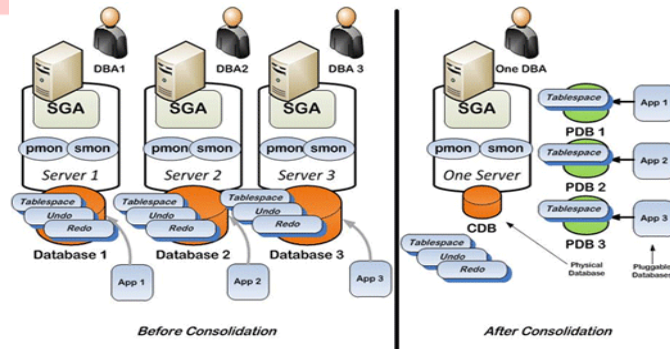 DBA1
DBA2
DBA 3
SGA
SGA
SGA
pmon
smon
pmon
smon
pmon
smon
Server 1
Server 2
Server 3
Tablespace
Undo
Redo
Tablespace
Undo
Redo
Tablespace
Undo
Redo
Database 1
Database 2
Database 3
App 1
App 2
App 3
Before Consolidation
One DBA
SGA
pmon
smon
One Server
CDB
Tablespace
Undo
Redo
Tablespace
PDB 1
App 1
Tablespace
PDB 2
App 2
Tablespace
PDB 3
App 3
Physical
Database
Pluggable
Databases
After Consolidation